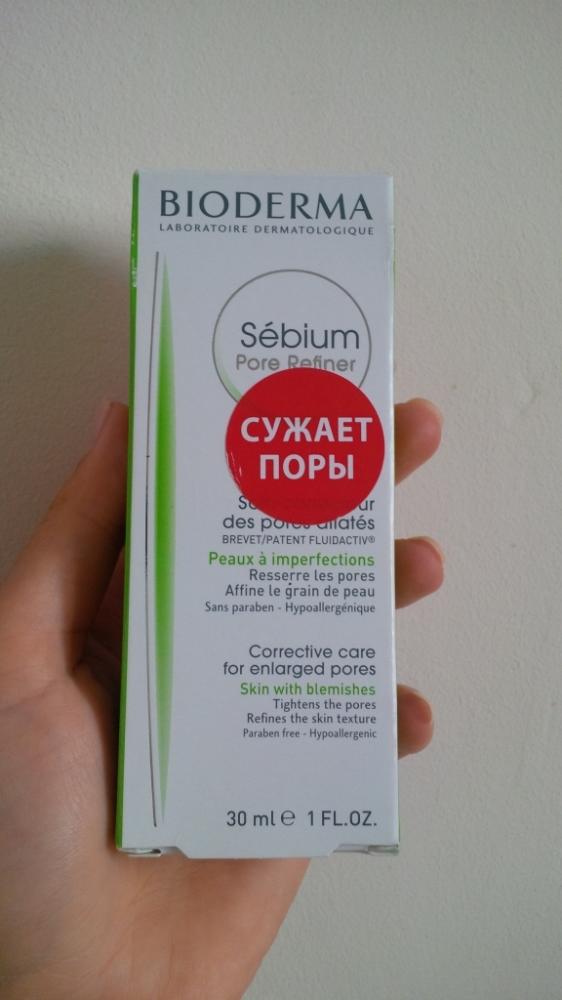 BIODERMA
LABORATOIRE DERMATOLOGIQUE
Sébium
Pore Refiner
СУЖАЕТ
ПОРЫ
des pores dilatés
BREVET/PATENT FLUIDACTIV®
Peaux à imperfections
Resserre les pores
Affine le grain de peau
Sans paraben - Hypoallergénique
Corrective care
for enlarged pores
Skin with blemishes
Tightens the pores
Refines the skin texture
Paraben free - Hypoallergenic
30 ml e 1 FL.OZ.